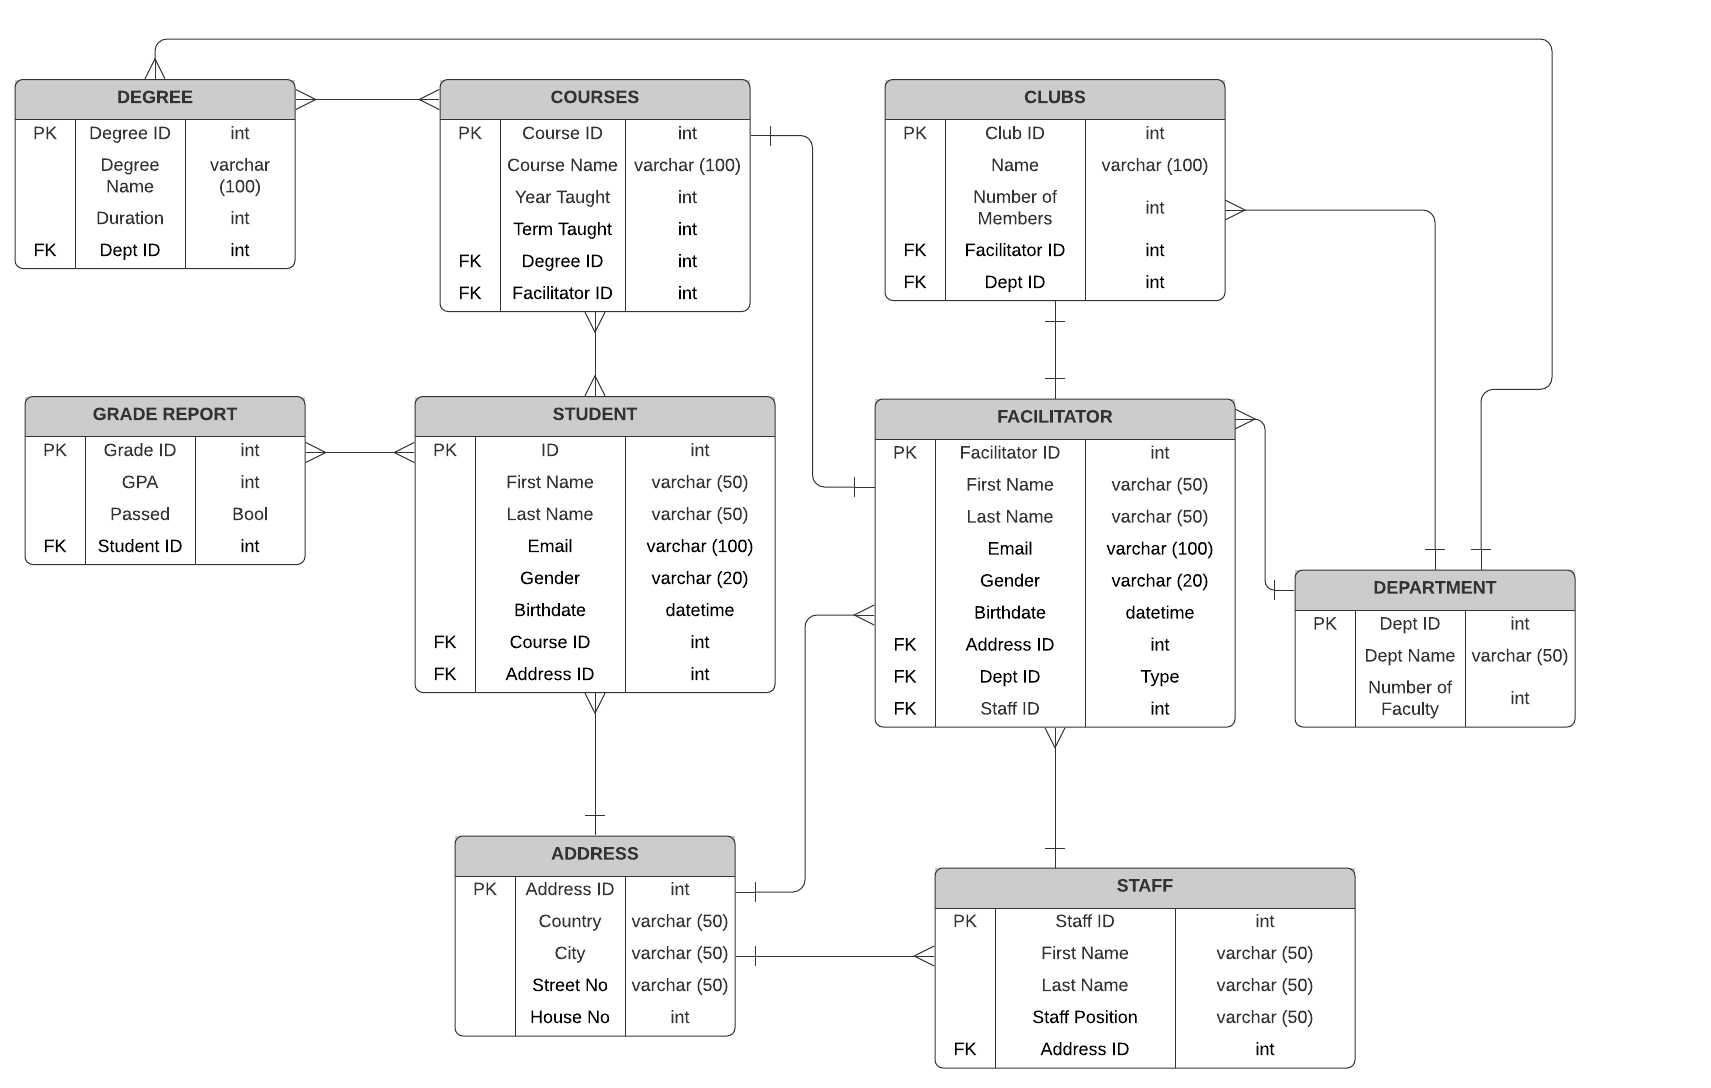 DEGREE
PK Degree ID int
Degree varchar
Name (100)
Duration int
FK Dept ID int
COURSES
PK Course ID int
Course Name varchar (100)
Year Taught int
Term Taught int
FK Degree ID int
FK Facilitator ID int
CLUBS
PK Club ID int
Name varchar (100)
Number of
Members int
FK Facilitator ID int
FK Dept ID int
GRADE REPORT
PK Grade ID int
GPA int
Passed Bool
FK Student ID int
STUDENT
PK ID int
First Name varchar (50)
Last Name varchar (50)
Email varchar (100)
Gender varchar (20)
Birthdate datetime
FK Course ID int
FK Address ID int
FACILITATOR
PK Facilitator ID int
First Name varchar (50)
Last Name varchar (50)
Email varchar (100)
Gender varchar (20)
Birthdate datetime
FK Address ID int
FK Dept ID Type
FK Staff ID int
DEPARTMENT
PK Dept ID int
Dept Name varchar (50)
Number of
Faculty int
ADDRESS
PK Address ID int
Country varchar (50)
City varchar (50)
Street No varchar (50)
House No int
STAFF
PK Staff ID int
First Name varchar (50)
Last Name varchar (50)
Staff Position varchar (50)
FK Address ID int